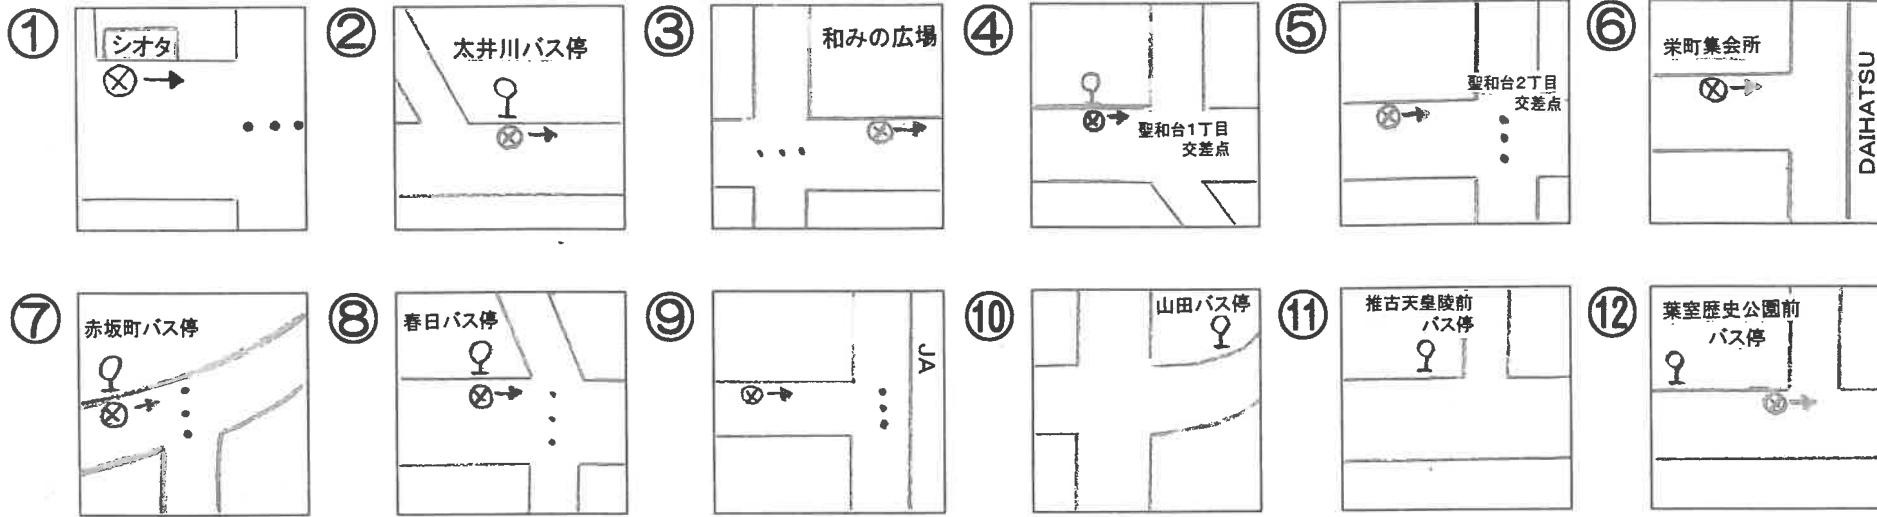 ①
シオタ
②
太井川バス停
③
和みの広場
④
聖和台1丁目
交差点
⑤
聖和台2丁目
交差点
⑥
栄町集会所
DAIHATSU
⑦
赤坂町バス停
⑧
春日バス停
⑨
JA
⑩
山田バス停
⑪
推古天皇陵前
バス停
⑫
葉室歴史公園前
バス停